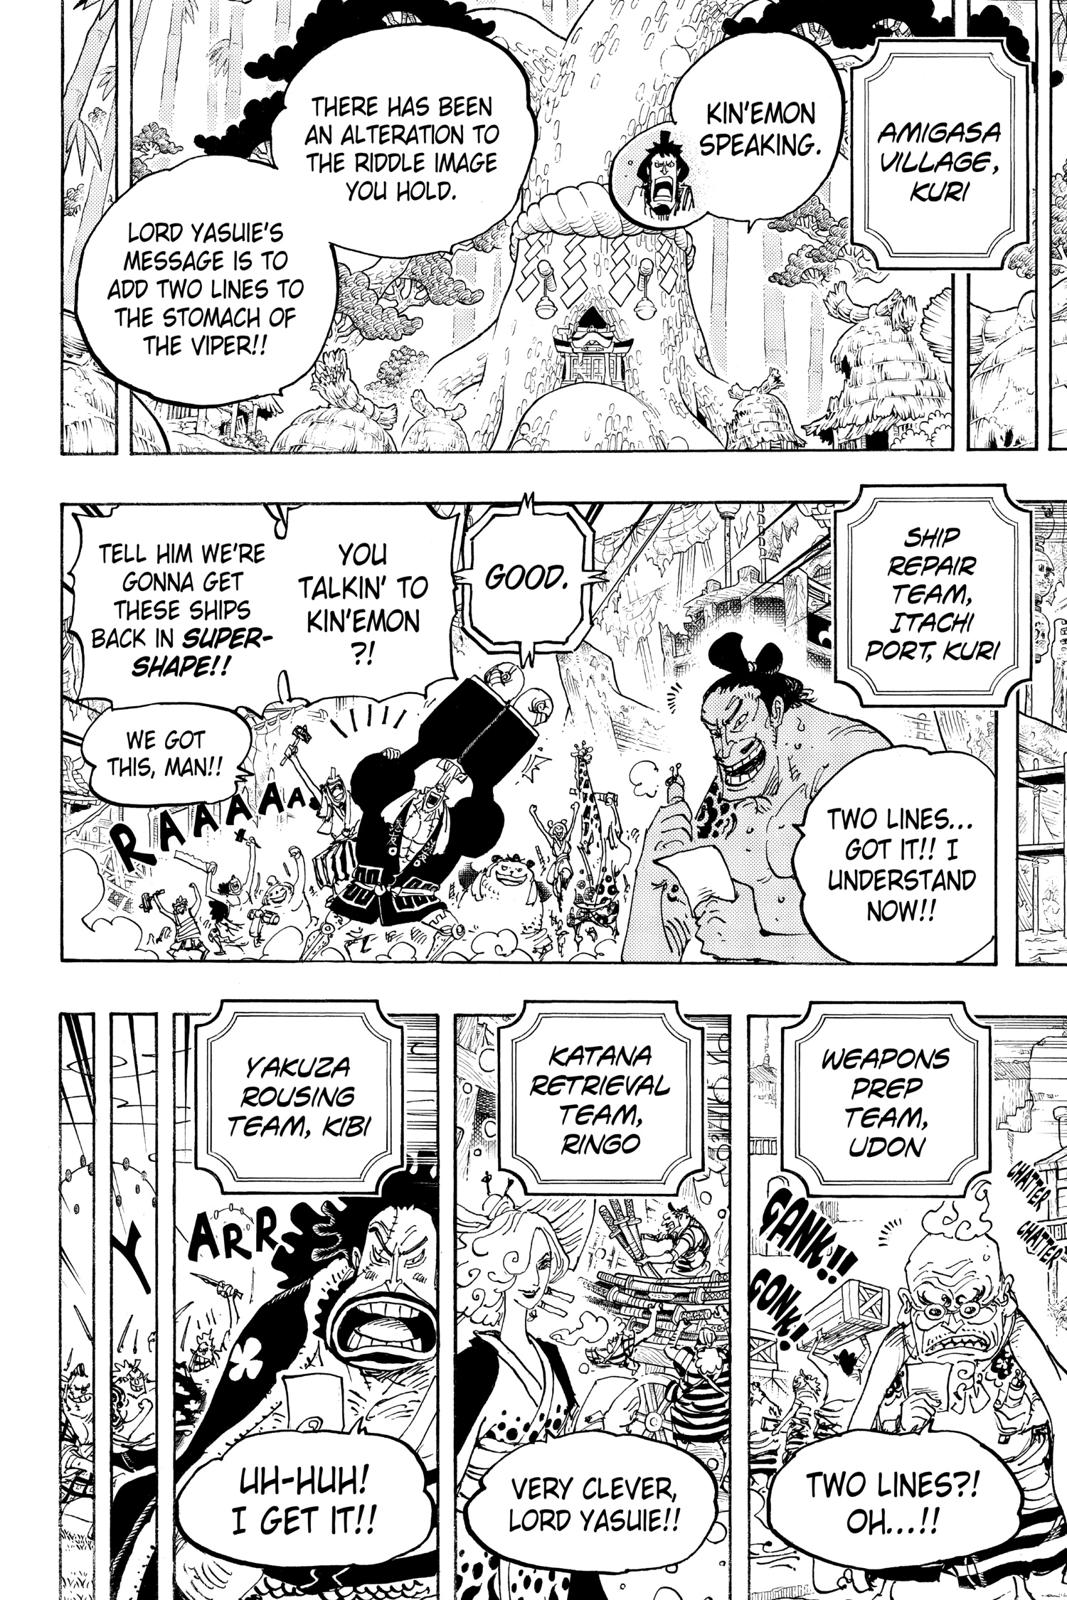 AMIGASA
VILLAGE,
KURI
KIN'EMON
SPEAKING.
THERE HAS BEEN
AN ALTERATION TO
THE RIDDLE IMAGE
YOU HOLD.
LORD YASUIE'S
MESSAGE IS TO
ADD TWO LINES TO
THE STOMACH OF
THE VIPER!!
SHIP
REPAIR
TEAM,
ITACHI
PORT, KURI
TWO LINES...
GOT IT!! I
UNDERSTAND
NOW!!
GOOD.
YOU
TALKIN' TO
KIN'EMON
?!
TELL HIM WE'RE
GONNA GET
THESE SHIPS
BACK IN SUPER-
SHAPE!!
WE GOT
THIS, MAN!!
RAAAAAA
WEAPONS
PREP
TEAM,
UDON
CHATTER
CHATTER
GANK!!
GONK!
TWO LINES?!
OH...!!
KATANA
RETRIEVAL
TEAM,
RINGO
VERY CLEVER,
LORD YASUIE!!
YAKUZA
ROUSING
TEAM, KIBI
YARR
UH-HUH!
I GET IT!!